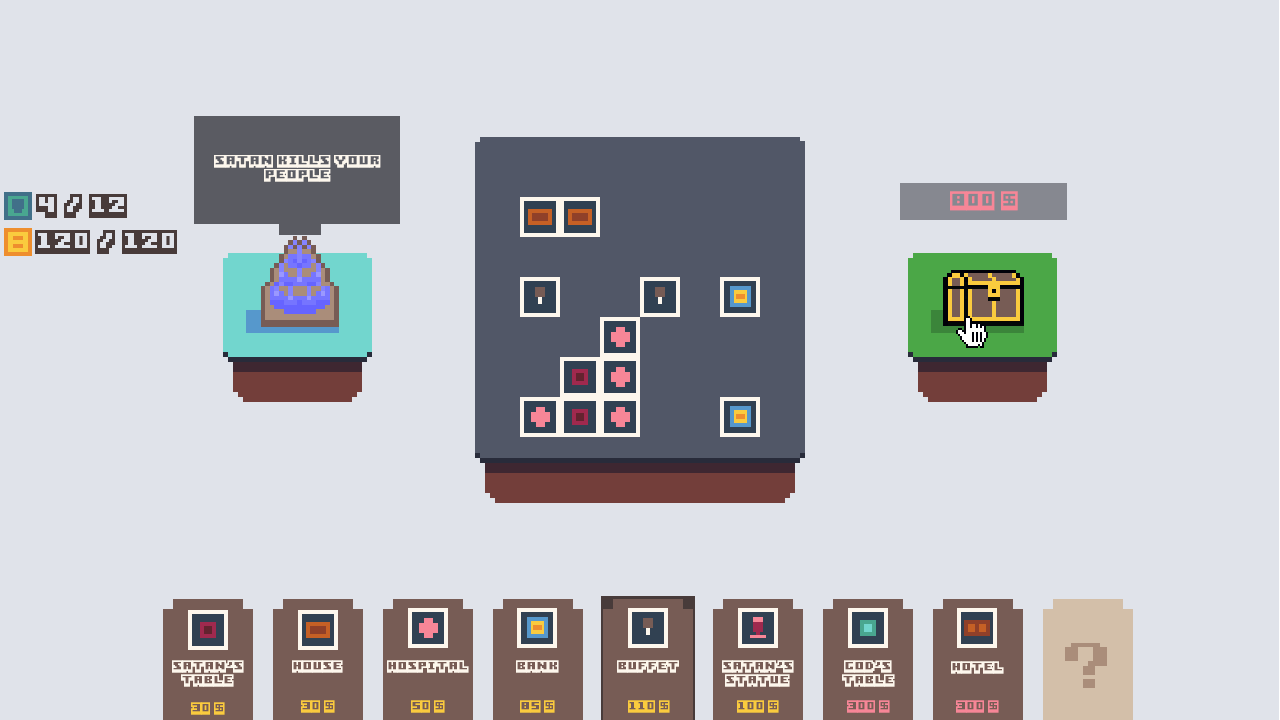 SATAN KILLS YOUR
PEOPLE
4 / 12
120 / 120
800 $
SATAN'S
TABLE
30 $
HOUSE
30 $
HOSPITAL
50 $
BANK
85 $
BUFFET
110 $
SATAN'S
STATUE
100 $
GOD'S
TABLE
300 $
HOTEL
300 $
?